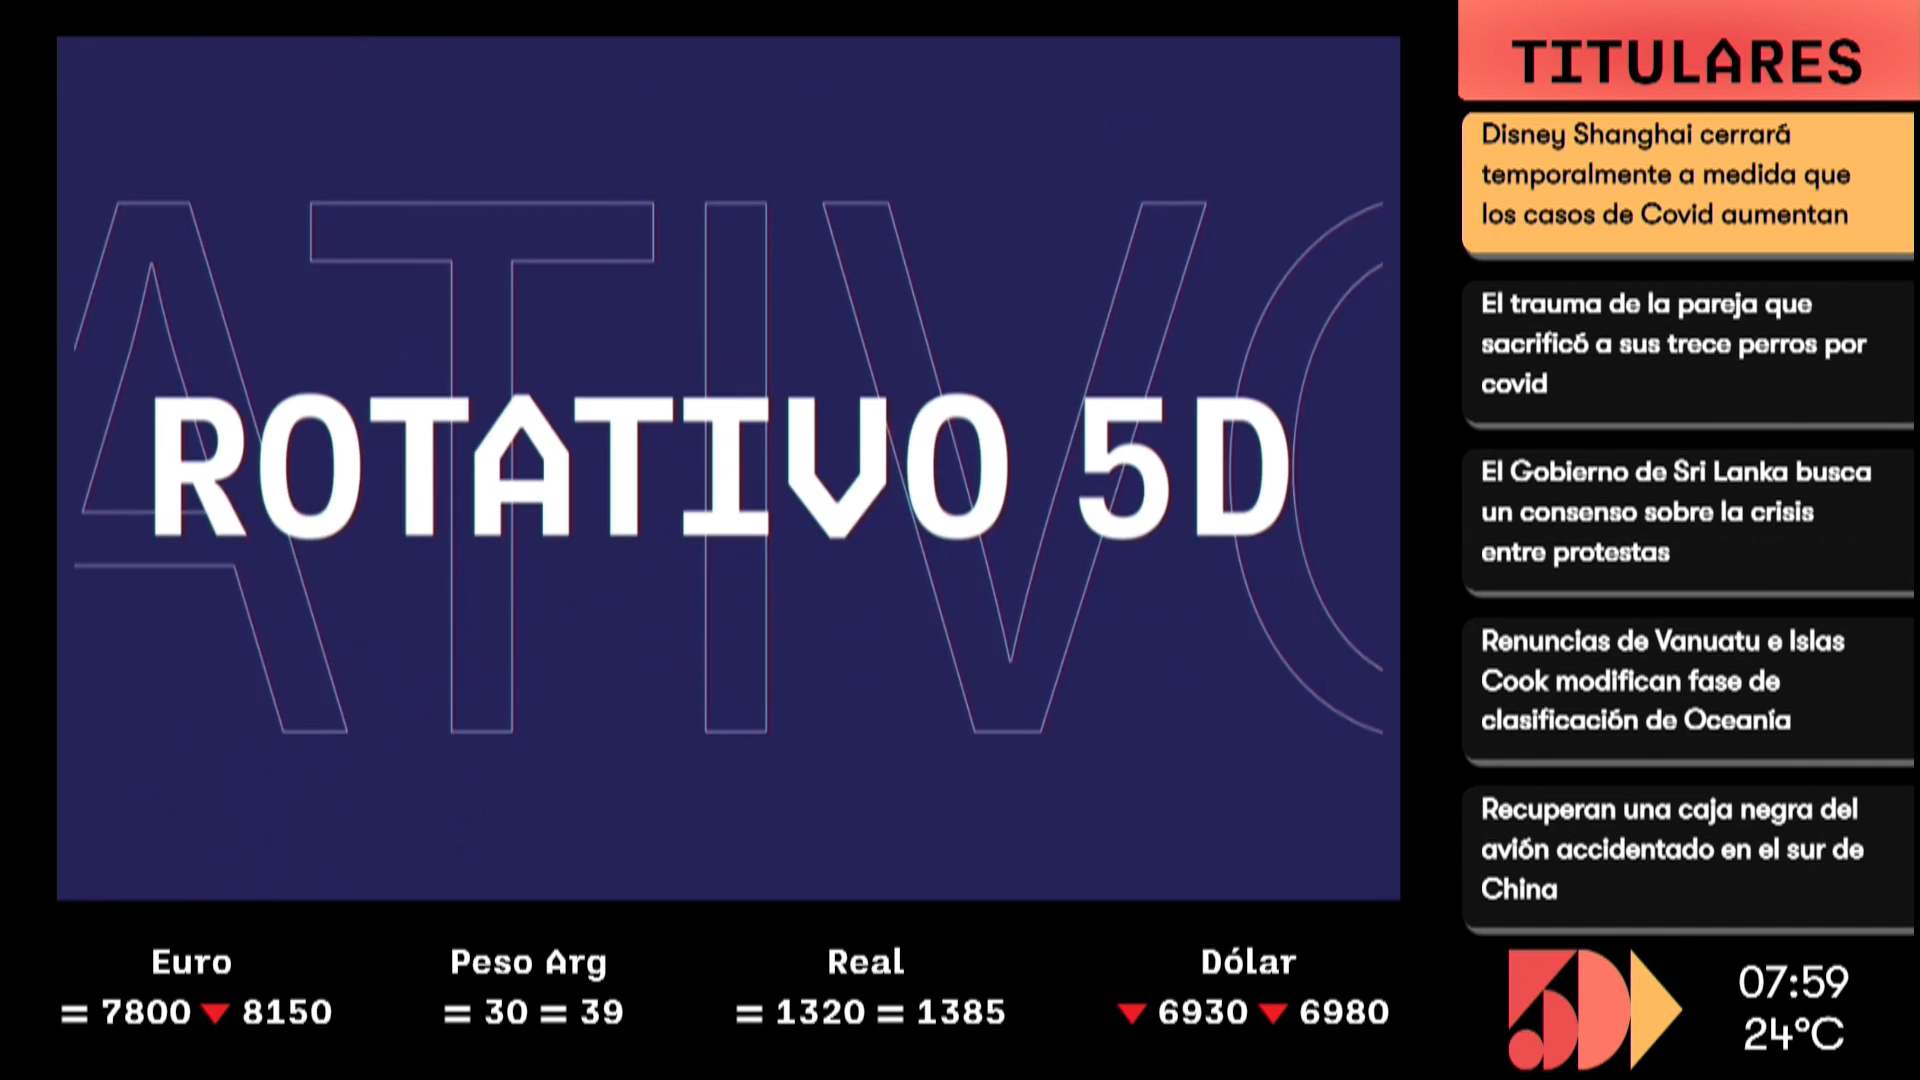 ATIVO
ROTATIVO 5D
TITULARES
Disney Shanghai cerrará
temporalmente a medida que
los casos de Covid aumentan
El trauma de la pareja que
sacrificó a sus trece perros por
covid
El Gobierno de Sri Lanka busca
un consenso sobre la crisis
entre protestas
Renuncias de Vanuatu e Islas
Cook modifican fase de
clasificación de Oceanía
Recuperan una caja negra del
avión accidentado en el sur de
China
Euro
= 7800 ▼ 8150
Peso Arg
= 30 = 39
Real
= 1320 = 1385
Dólar
▼ 6930 ▼ 6980
5D
07:59
24°C